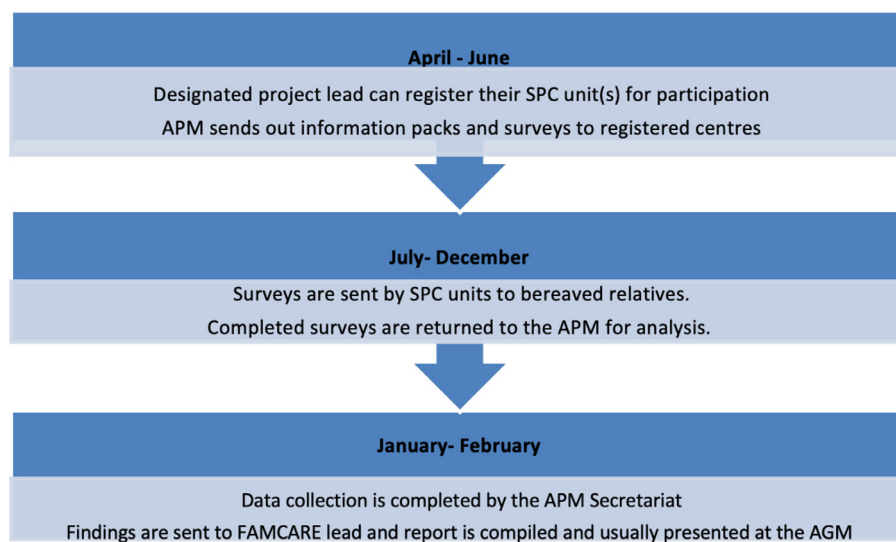 April - June
Designated project lead can register their SPC unit(s) for participation
APM sends out information packs and surveys to registered centres
July- December
Surveys are sent by SPC units to bereaved relatives.
Completed surveys are returned to the APM for analysis.
January- February
Data collection is completed by the APM Secretariat
Findings are sent to FAMCARE lead and report is compiled and usually presented at the AGM